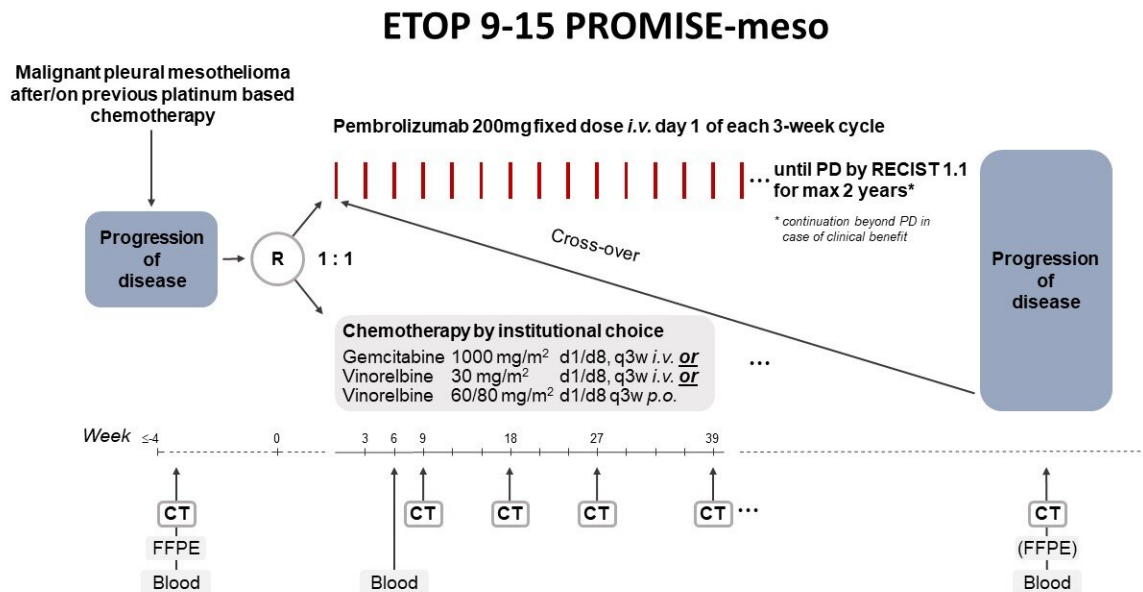 ETOP 9-15 PROMISE-meso
Malignant pleural mesothelioma
after/on previous platinum based
chemotherapy
Pembrolizumab 200mg fixed dose i.v. day 1 of each 3-week cycle
... until PD by RECIST 1.1
for max 2 years*
* continuation beyond PD in
case of clinical benefit
Progression
of
disease
R
1 : 1
Cross-over
Progression
of
disease
Chemotherapy by institutional choice
Gemcitabine 1000 mg/m² d1/d8, q3w i.v. or
Vinorelbine 30 mg/m² d1/d8, q3w i.v. or
Vinorelbine 60/80 mg/m² d1/d8 q3w p.o.
...
Week ≤-4 0 3 6 9 18 27 39
CT CT CT CT CT ... CT
FFPE (FFPE)
Blood Blood Blood